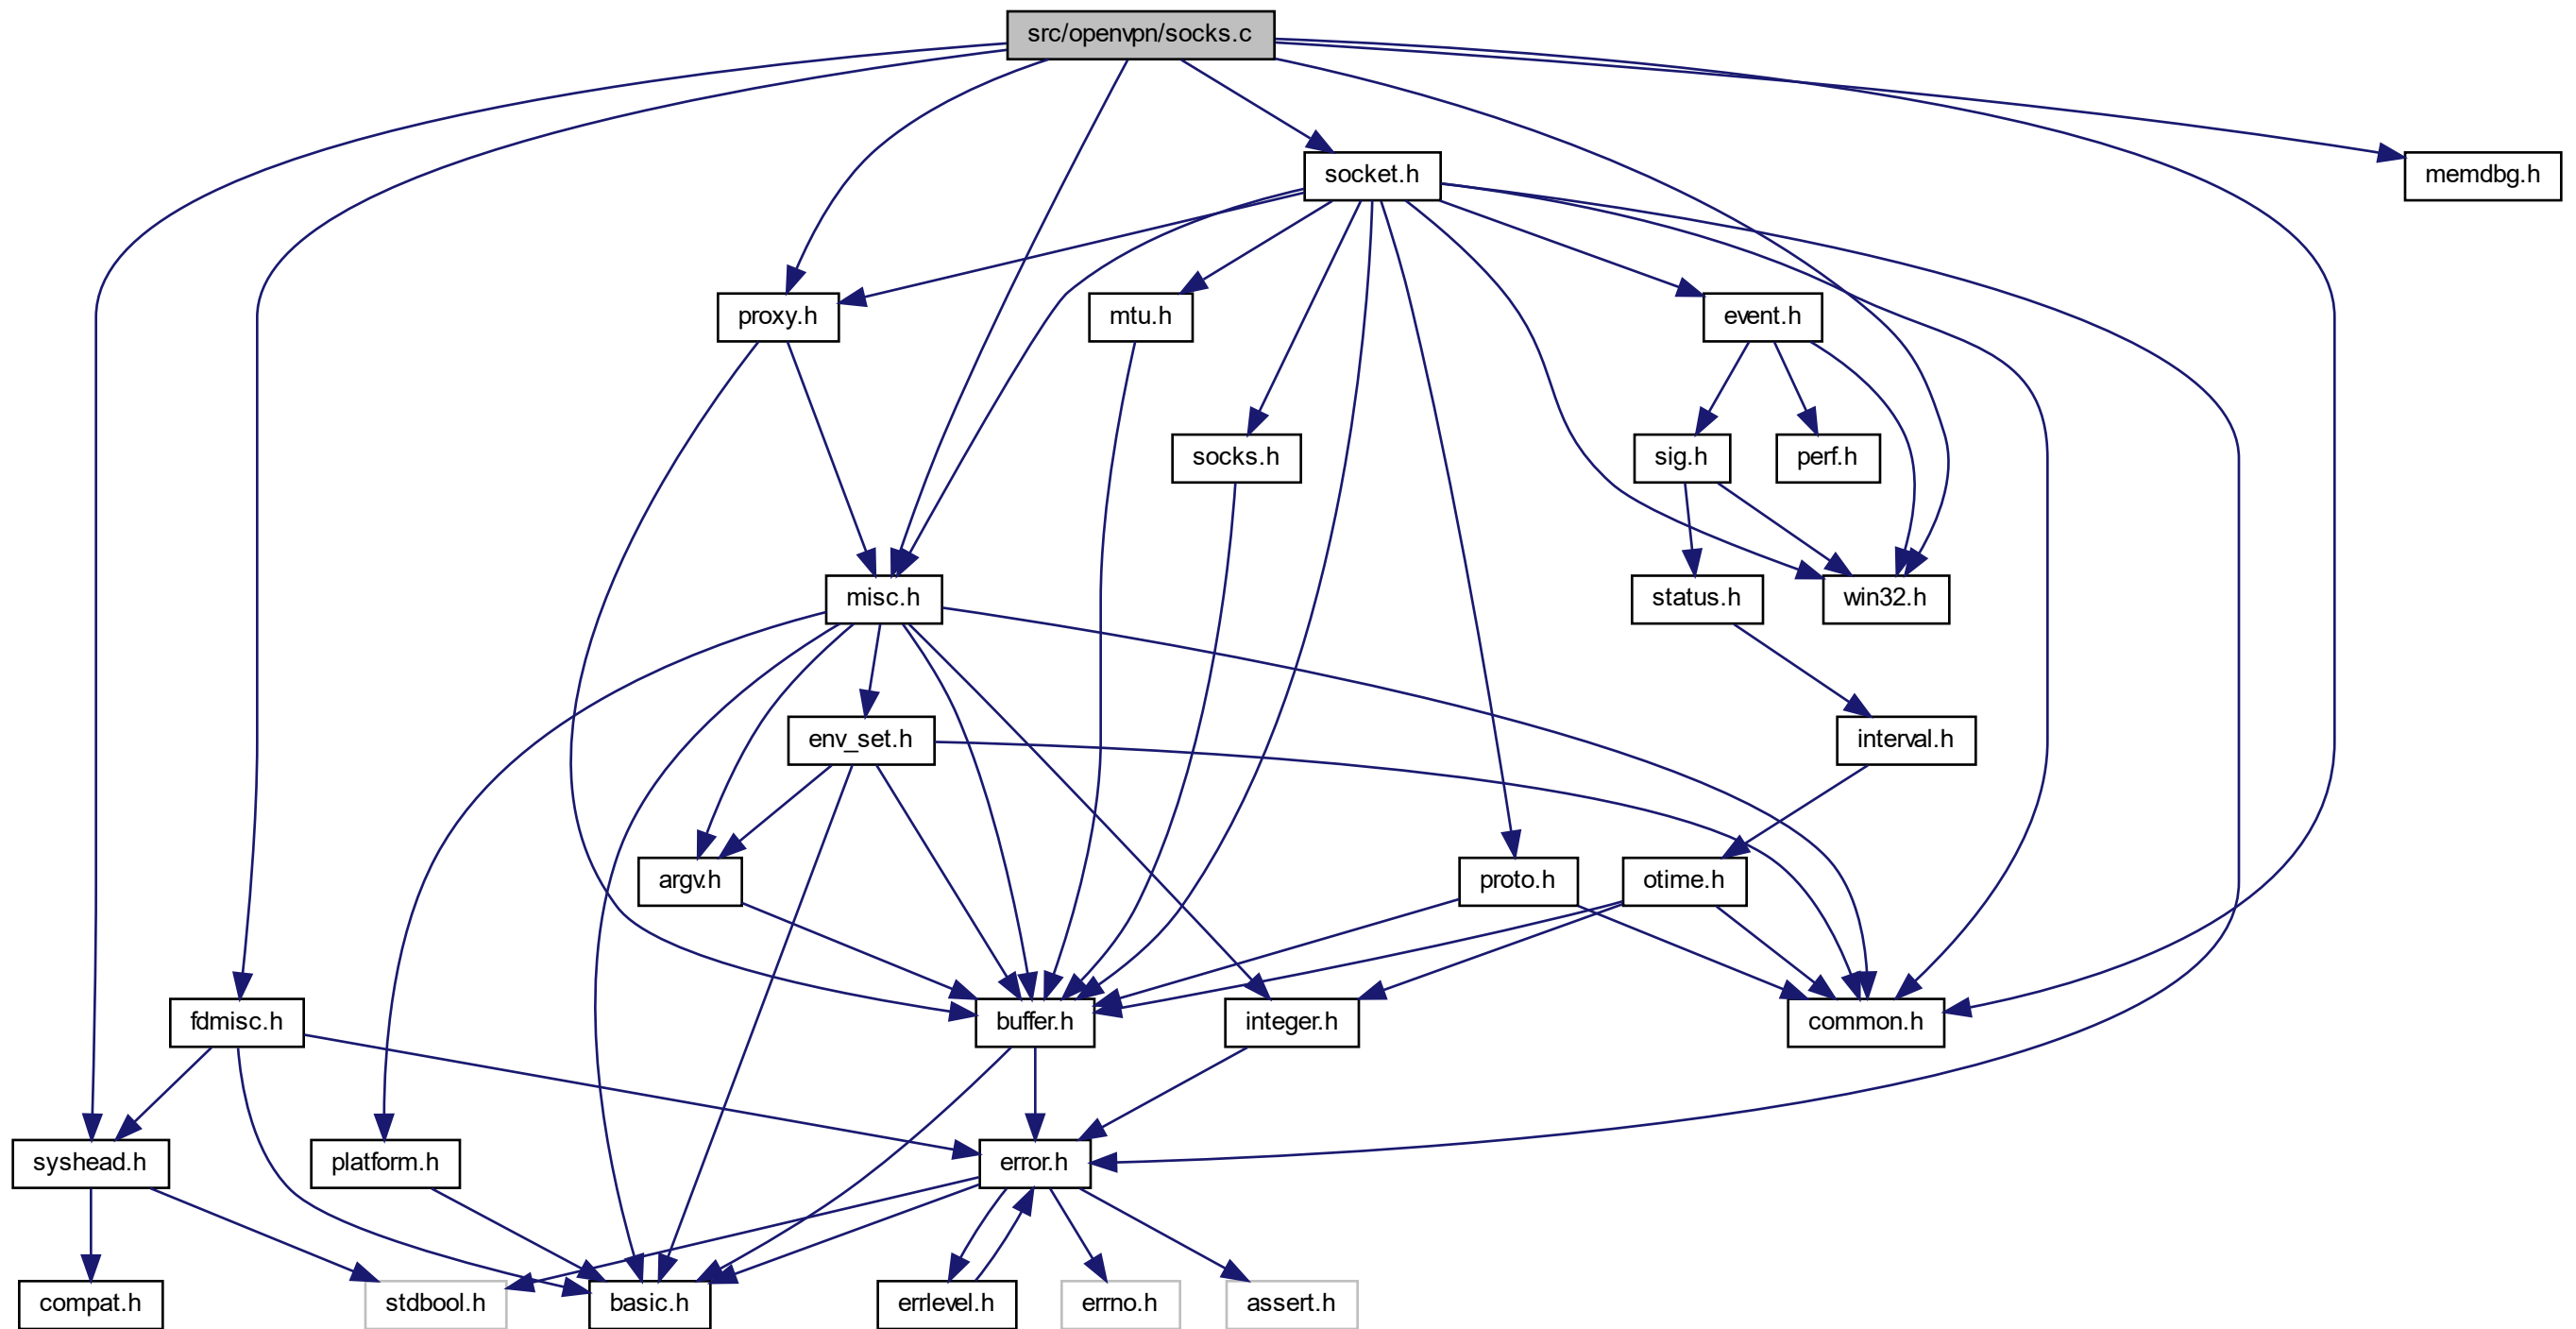 src/openvpn/socks.c
socket.h
memdbg.h
proxy.h
mtu.h
event.h
socks.h
sig.h
perf.h
misc.h
status.h
win32.h
env_set.h
interval.h
argv.h
proto.h
otime.h
fdmisc.h
buffer.h
integer.h
common.h
syshead.h
platform.h
error.h
compat.h
stdbool.h
basic.h
errlevel.h
errno.h
assert.h